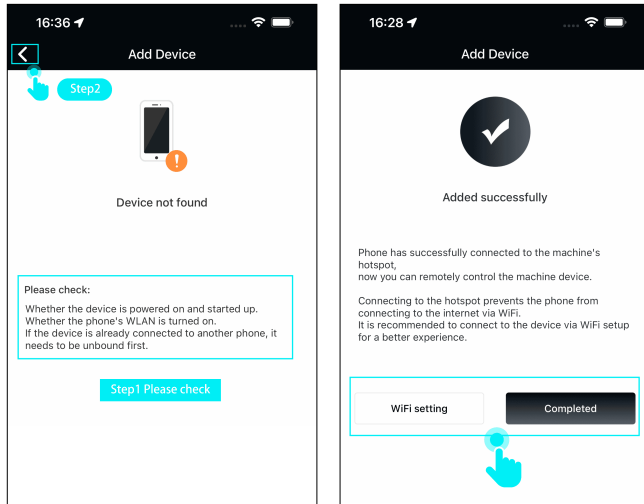 16:36
Add Device
Step2
Device not found
Please check:
Whether the device is powered on and started up.
Whether the phone's WLAN is turned on.
If the device is already connected to another phone, it
needs to be unbound first.
Step1 Please check
16:28
Add Device
Added successfully
Phone has successfully connected to the machine's
hotspot,
now you can remotely control the machine device.
Connecting to the hotspot prevents the phone from
connecting to the internet via WiFi.
It is recommended to connect to the device via WiFi setup
for a better experience.
WiFi setting
Completed